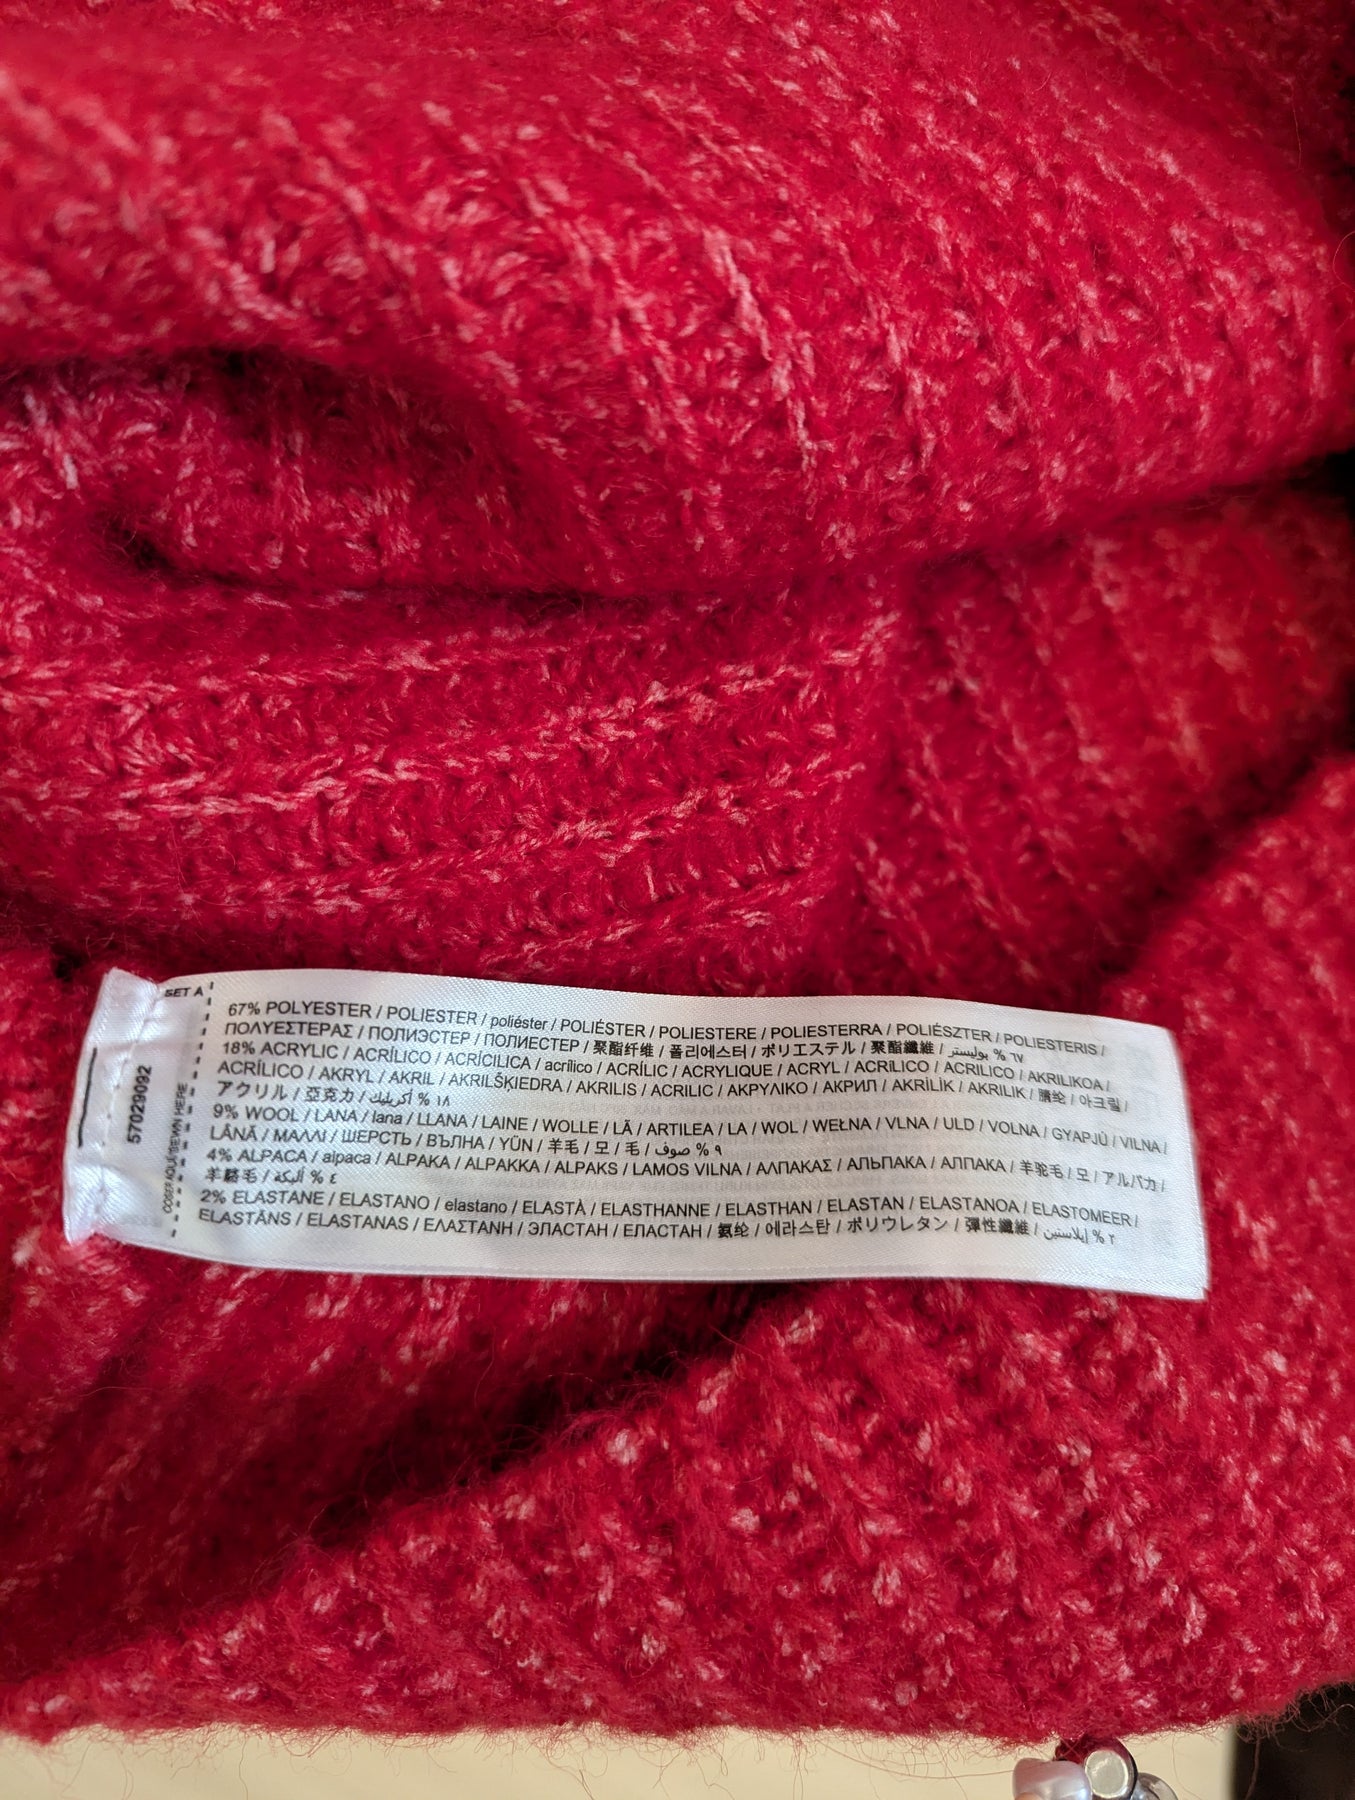 SET A
57029092
COSER AQUÍ/SEWN HERE
67% POLYESTER / POLIESTER / poliéster / POLIÉSTER / POLIESTERE / POLIESTERRA / POLIÉSZTER / POLIESTERIS /
ΠΟΛΥΕΣΤΕΡΑΣ / ПОЛИЭСТЕР / ПОЛИЕСТЕР / 聚酯纤维 / 폴리에스터 / ポリエステル / 聚酯纖維 / ٦٧ % بوليستر
18% ACRYLIC / ACRÍLICO / ACRÍCILICA / acrílico / ACRÍLIC / ACRYLIQUE / ACRYL / ACRILICO / ACRILICO / AKRILIKOA /
ACRÍLICO / AKRYL / AKRIL / AKRILŠĶIEDRA / AKRILIS / ACRILIC / ΑΚΡΥΛΙΚΟ / АКРИЛ / AKRİLİK / AKRILIK / 腈纶 / 아크릴 /
アクリル / 亞克力 / ١٨ % أكريليك
9% WOOL / LANA / lana / LLANA / LAINE / WOLLE / LÃ / ARTILEA / LA / WOL / WEŁNA / VLNA / ULD / VOLNA / GYAPJÚ / VILNA /
LÂNĂ / ΜΑΛΛΙ / ШЕРСТЬ / ВЪЛНА / YÜN / 羊毛 / 모 / 毛 / ٩ % صوف
4% ALPACA / alpaca / ALPAKA / ALPAKKA / ALPAKS / LAMOS VILNA / ΑΛΠΑΚΑΣ / АЛЬПАКА / АЛПАКА / 羊驼毛 / 모 / アルパカ /
羊駱毛 / ٤ % ألبكة
2% ELASTANE / ELASTANO / elastano / ELASTÀ / ELASTHANNE / ELASTHAN / ELASTAN / ELASTANOA / ELASTOMEER /
ELASTĀNS / ELASTANAS / ΕΛΑΣΤΑΝΗ / ЭЛАСТАН / ЕЛАСТАН / 氨纶 / 에라스탄 / ポリウレタン / 彈性纖維 / ٢ % إيلاستين